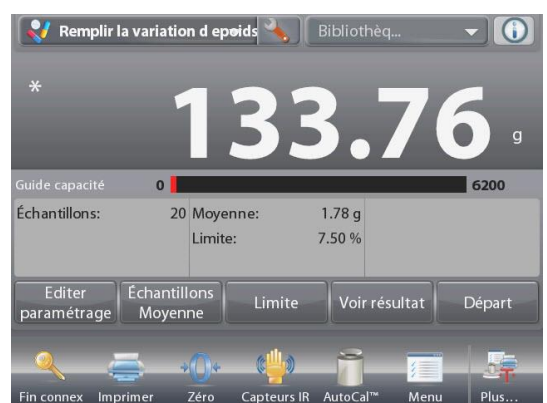 Remplir la variation d epoids Bibliothèq...
*
133.76 g
Guide capacité 0 6200
Échantillons: 20 Moyenne: 1.78 g
Limite: 7.50 %
Editer paramétrage
Échantillons Moyenne
Limite
Voir résultat
Départ
Fin connex Imprimer Zéro Capteurs IR AutoCal™ Menu Plus...